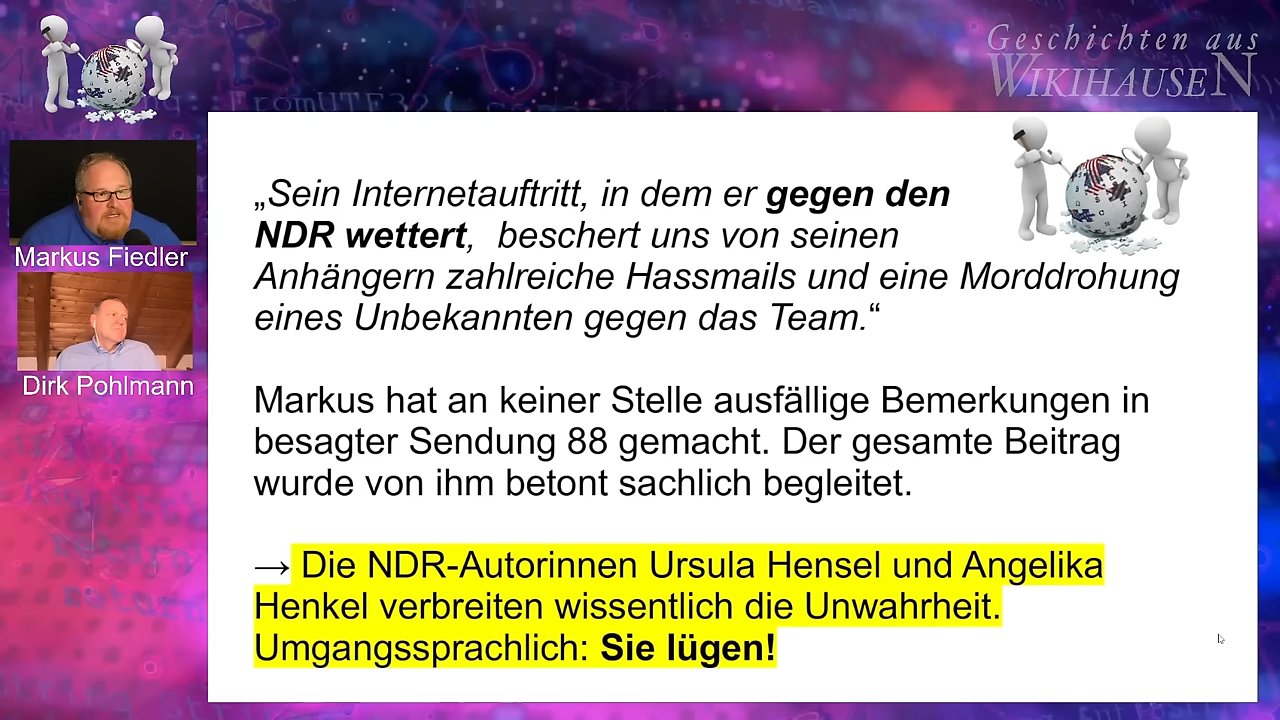 Geschichten aus
WIKIHAUSEN
Markus Fiedler
Dirk Pohlmann
„Sein Internetauftritt, in dem er gegen den
NDR wettert,  beschert uns von seinen
Anhängern zahlreiche Hassmails und eine Morddrohung
eines Unbekannten gegen das Team.“
Markus hat an keiner Stelle ausfällige Bemerkungen in
besagter Sendung 88 gemacht. Der gesamte Beitrag
wurde von ihm betont sachlich begleitet.
→ Die NDR-Autorinnen Ursula Hensel und Angelika
Henkel verbreiten wissentlich die Unwahrheit.
Umgangssprachlich: Sie lügen!